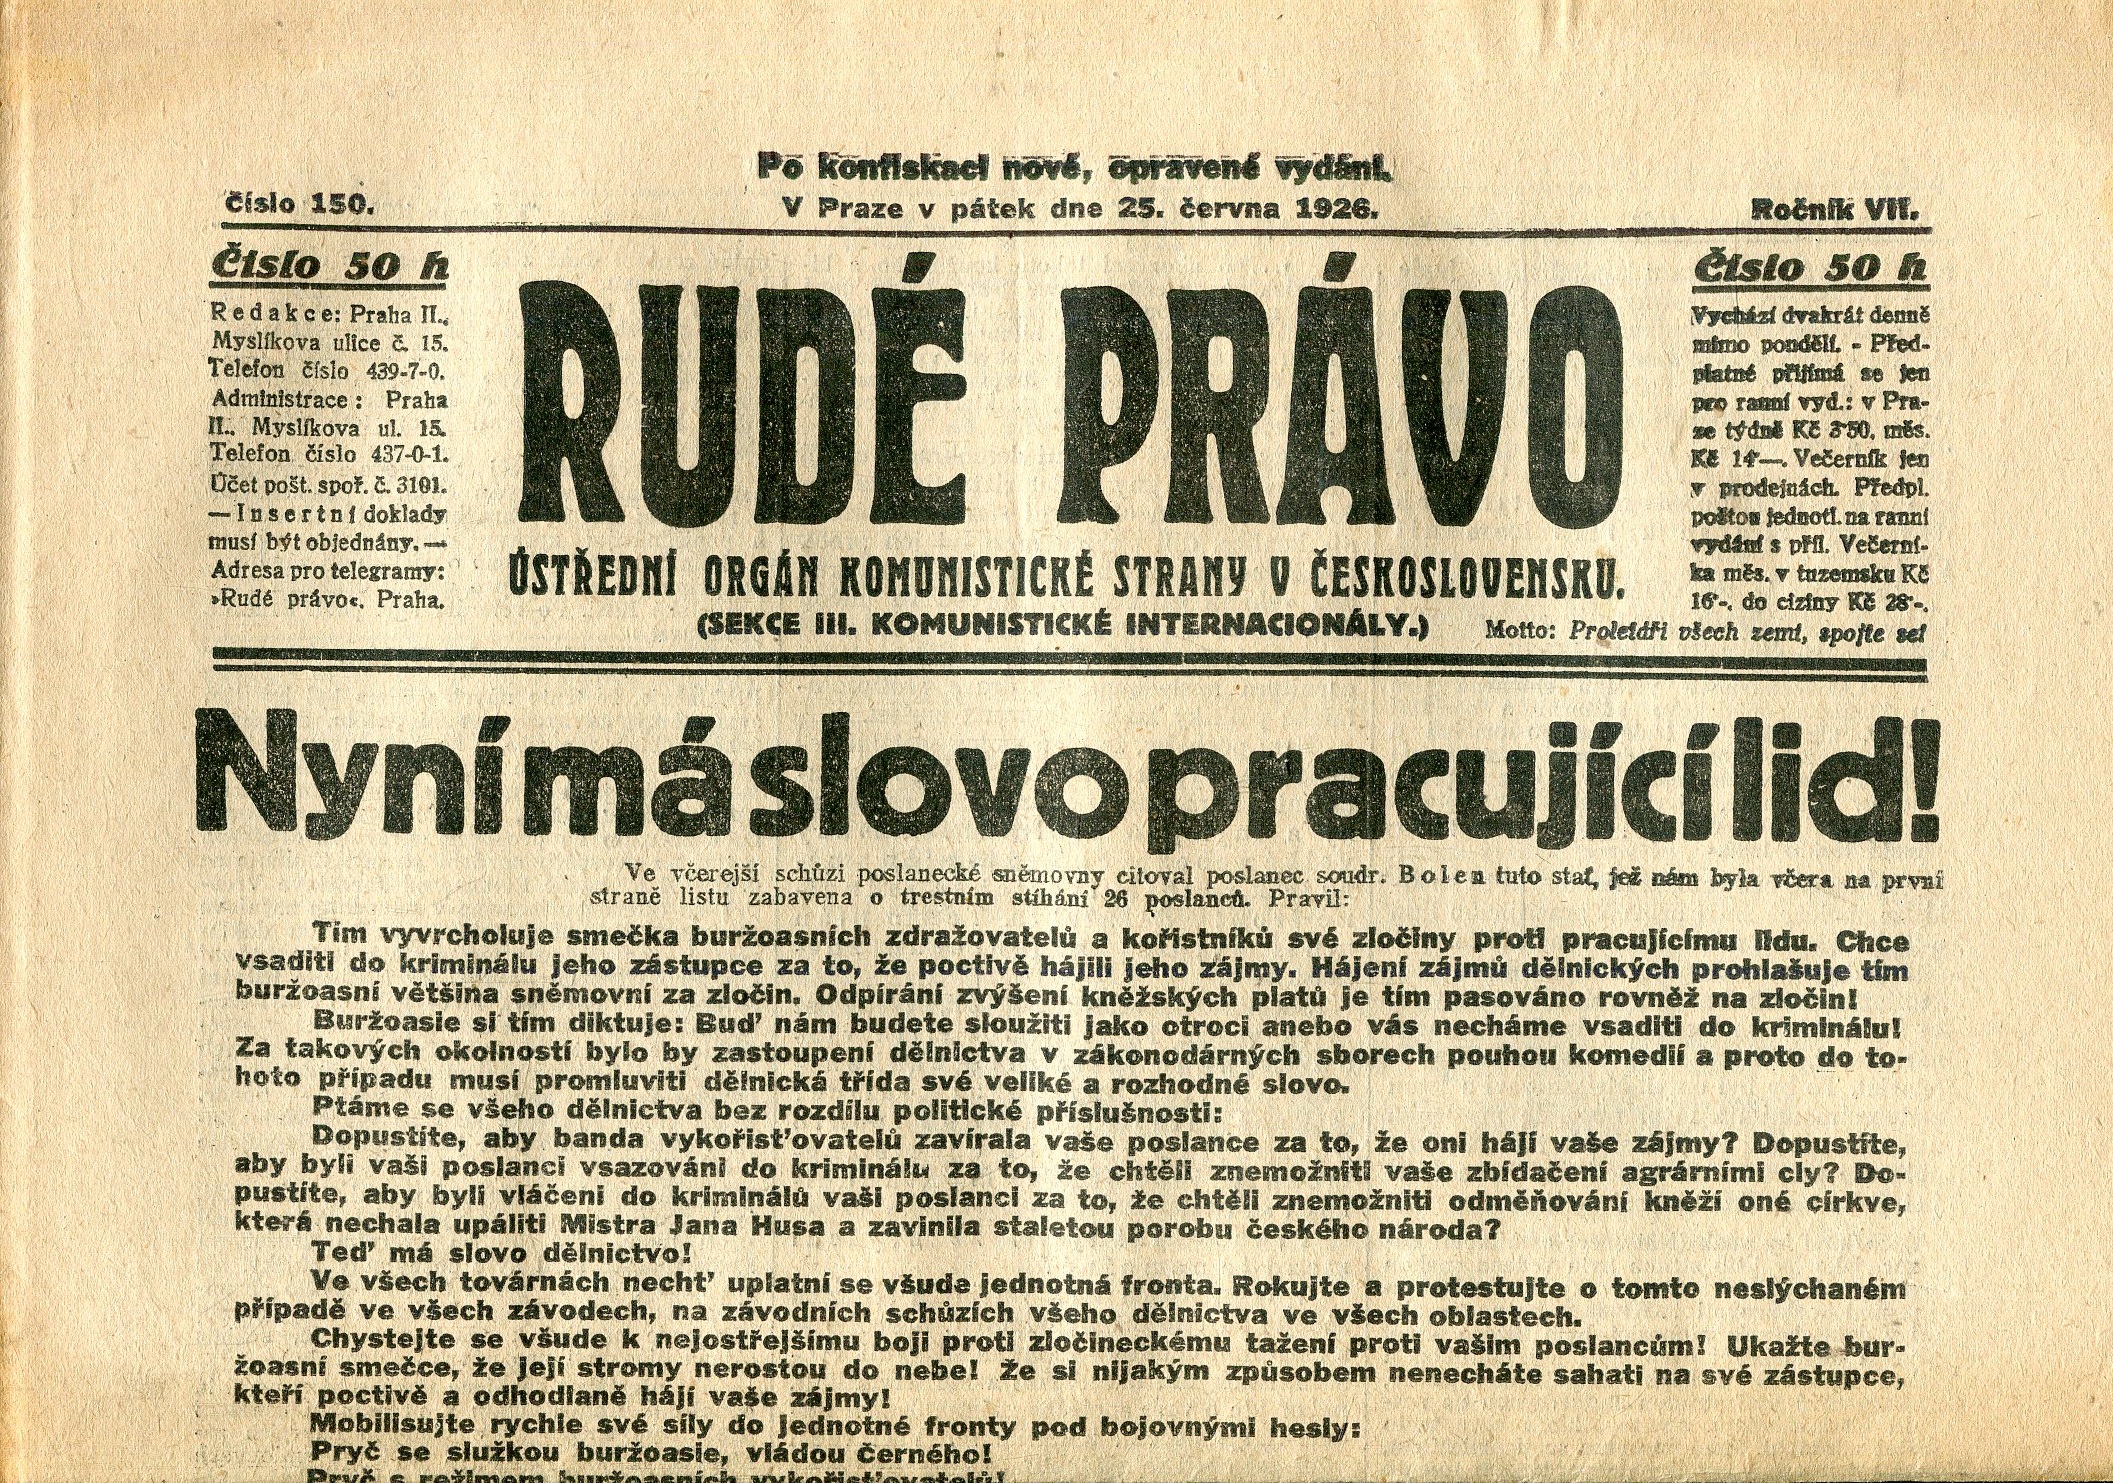 Po konfiskaci nové, opravené vydání.
Číslo 150.
V Praze v pátek dne 25. června 1926.
Ročník VII.
Číslo 50 h
Redakce: Praha II.,
Myslíkova ulice č. 15.
Telefon číslo 439-7-0.
Administrace: Praha
II., Myslíkova ul. 15.
Telefon číslo 437-0-1.
Účet pošt. spoř. č. 3101.
— Insertní doklady
musí být objednány. —
Adresa pro telegramy:
»Rudé právo«, Praha.
RUDÉ PRÁVO
ÚSTŘEDNÍ ORGÁN KOMUNISTICKÉ STRANY V ČESKOSLOVENSKU.
(SEKCE III. KOMUNISTICKÉ INTERNACIONÁLY.)
Číslo 50 h
Vychází dvakrát denně
mimo pondělí. - Před-
platné přijímá se jen
pro ranní vyd.: v Pra-
ze týdně Kč 3·50, měs.
Kč 14·—. Večerník jen
v prodejnách. Předpl.
poštou jednotl. na ranní
vydání s příl. Večerní-
ka měs. v tuzemsku Kč
16·-, do ciziny Kč 28·-.
Motto: Proletáři všech zemí, spojte se!
Nyní má slovo pracující lid!
Ve včerejší schůzi poslanecké sněmovny citoval poslanec soudr. Bolen tuto stať, jež nám byla včera na první
straně listu zabavena o trestním stíhání 26 poslanců. Pravil:
Tím vyvrcholuje smečka buržoasních zdražovatelů a kořistníků své zločiny proti pracujícímu lidu. Chce
vsaditi do kriminálu jeho zástupce za to, že poctivě hájili jeho zájmy. Hájení zájmů dělnických prohlašuje tím
buržoasní většina sněmovní za zločin. Odpírání zvýšení kněžských platů je tím pasováno rovněž na zločin!
Buržoasie si tím diktuje: Buď nám budete sloužiti jako otroci anebo vás necháme vsaditi do kriminálu!
Za takových okolností bylo by zastoupení dělnictva v zákonodárných sborech pouhou komedií a proto do to-
hoto případu musí promluviti dělnická třída své veliké a rozhodné slovo.
Ptáme se všeho dělnictva bez rozdílu politické příslušnosti:
Dopustíte, aby banda vykořisťovatelů zavírala vaše poslance za to, že oni hájí vaše zájmy? Dopustíte,
aby byli vaši poslanci vsazováni do kriminálu za to, že chtěli znemožniti vaše zbídačení agrárními cly? Do-
pustíte, aby byli vláčeni do kriminálů vaši poslanci za to, že chtěli znemožniti odměňování kněží oné církve,
která nechala upáliti Mistra Jana Husa a zavinila staletou porobu českého národa?
Teď má slovo dělnictvo!
Ve všech továrnách nechť uplatní se všude jednotná fronta. Rokujte a protestujte o tomto neslýchaném
případě ve všech závodech, na závodních schůzích všeho dělnictva ve všech oblastech.
Chystejte se všude k nejostřejšímu boji proti zločineckému tažení proti vašim poslancům! Ukažte bur-
žoasní smečce, že její stromy nerostou do nebe! Že si nijakým způsobem nenecháte sahati na své zástupce,
kteří poctivě a odhodlaně hájí vaše zájmy!
Mobilisujte rychle své síly do jednotné fronty pod bojovnými hesly:
Pryč se služkou buržoasie, vládou černého!
Pryč s režimem buržoasních vykořisťovatelů!